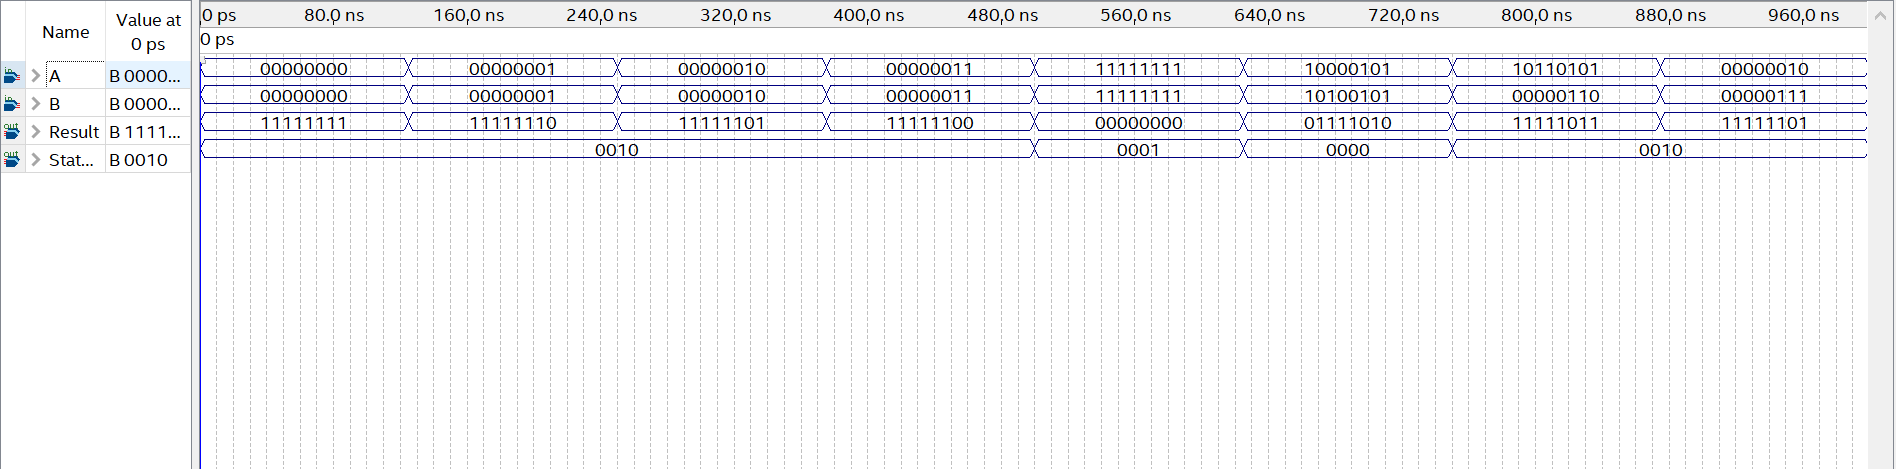 Name Value at 0 ps 0 ps 80,0 ns 160,0 ns 240,0 ns 320,0 ns 400,0 ns 480,0 ns 560,0 ns 640,0 ns 720,0 ns 800,0 ns 880,0 ns 960,0 ns
0 ps
in A B 0000... 00000000 00000001 00000010 00000011 11111111 10000101 10110101 00000010
in B B 0000... 00000000 00000001 00000010 00000011 11111111 10100101 00000110 00000111
out Result B 1111... 11111111 11111110 11111101 11111100 00000000 01111010 11111011 11111101
out Stat... B 0010 0010 0001 0000 0010